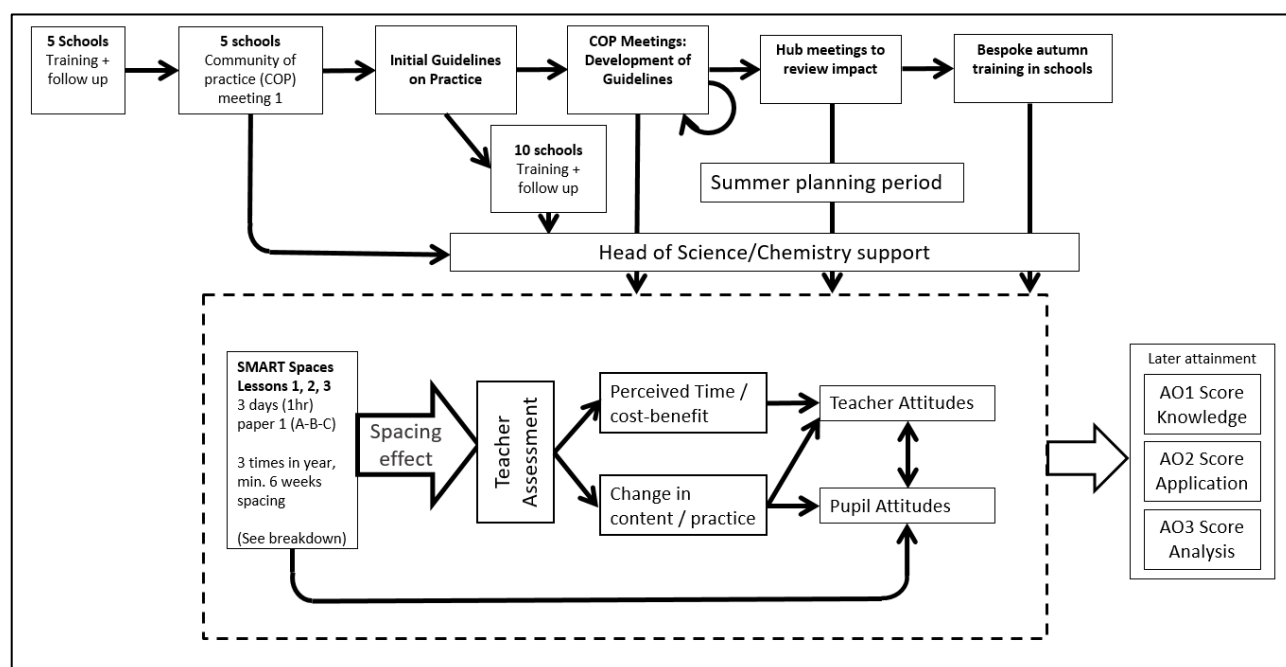 5 Schools
Training +
follow up
5 schools
Community of
practice (COP)
meeting 1
Initial Guidelines
on Practice
COP Meetings:
Development of
Guidelines
Hub meetings to
review impact
Bespoke autumn
training in schools
10 schools
Training +
follow up
Summer planning period
Head of Science/Chemistry support
SMART Spaces
Lessons 1, 2, 3
3 days (1hr)
paper 1 (A-B-C)
3 times in year,
min. 6 weeks
spacing
(See breakdown)
Spacing
effect
Teacher
Assessment
Perceived Time /
cost-benefit
Change in
content / practice
Teacher Attitudes
Pupil Attitudes
Later attainment
AO1 Score
Knowledge
AO2 Score
Application
AO3 Score
Analysis